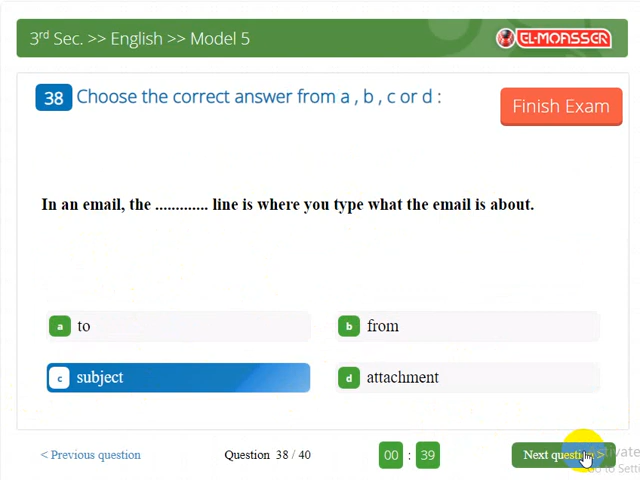 3rd Sec. >> English >> Model 5
EL-MOASSER
38 Choose the correct answer from a , b , c or d :
Finish Exam
In an email, the ............. line is where you type what the email is about.
a to
b from
c subject
d attachment
< Previous question
Question 38 / 40
00 : 39
Next question